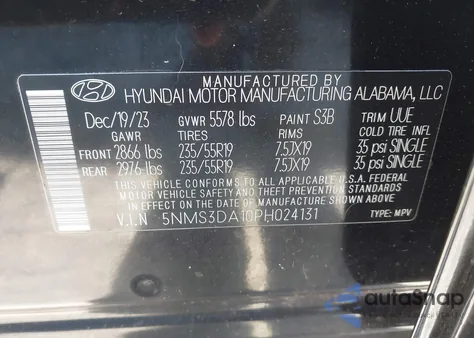 MANUFACTURED BY
HYUNDAI MOTOR MANUFACTURING ALABAMA, LLC
Dec/19/23 GVWR 5578 lbs PAINT S3B TRIM UUE
GAWR TIRES RIMS COLD TIRE INFL
FRONT 2866 lbs 235/55R19 7.5JX19 35 psi SINGLE
REAR 2976 lbs 235/55R19 7.5JX19 35 psi SINGLE
THIS VEHICLE CONFORMS TO ALL APPLICABLE U.S.A. FEDERAL
MOTOR VEHICLE SAFETY AND THEFT PREVENTION STANDARDS
IN EFFECT ON THE DATE OF MANUFACTURE SHOWN ABOVE.
V.I.N 5NMS3DA10PH024131 TYPE: MPV
autoSnap